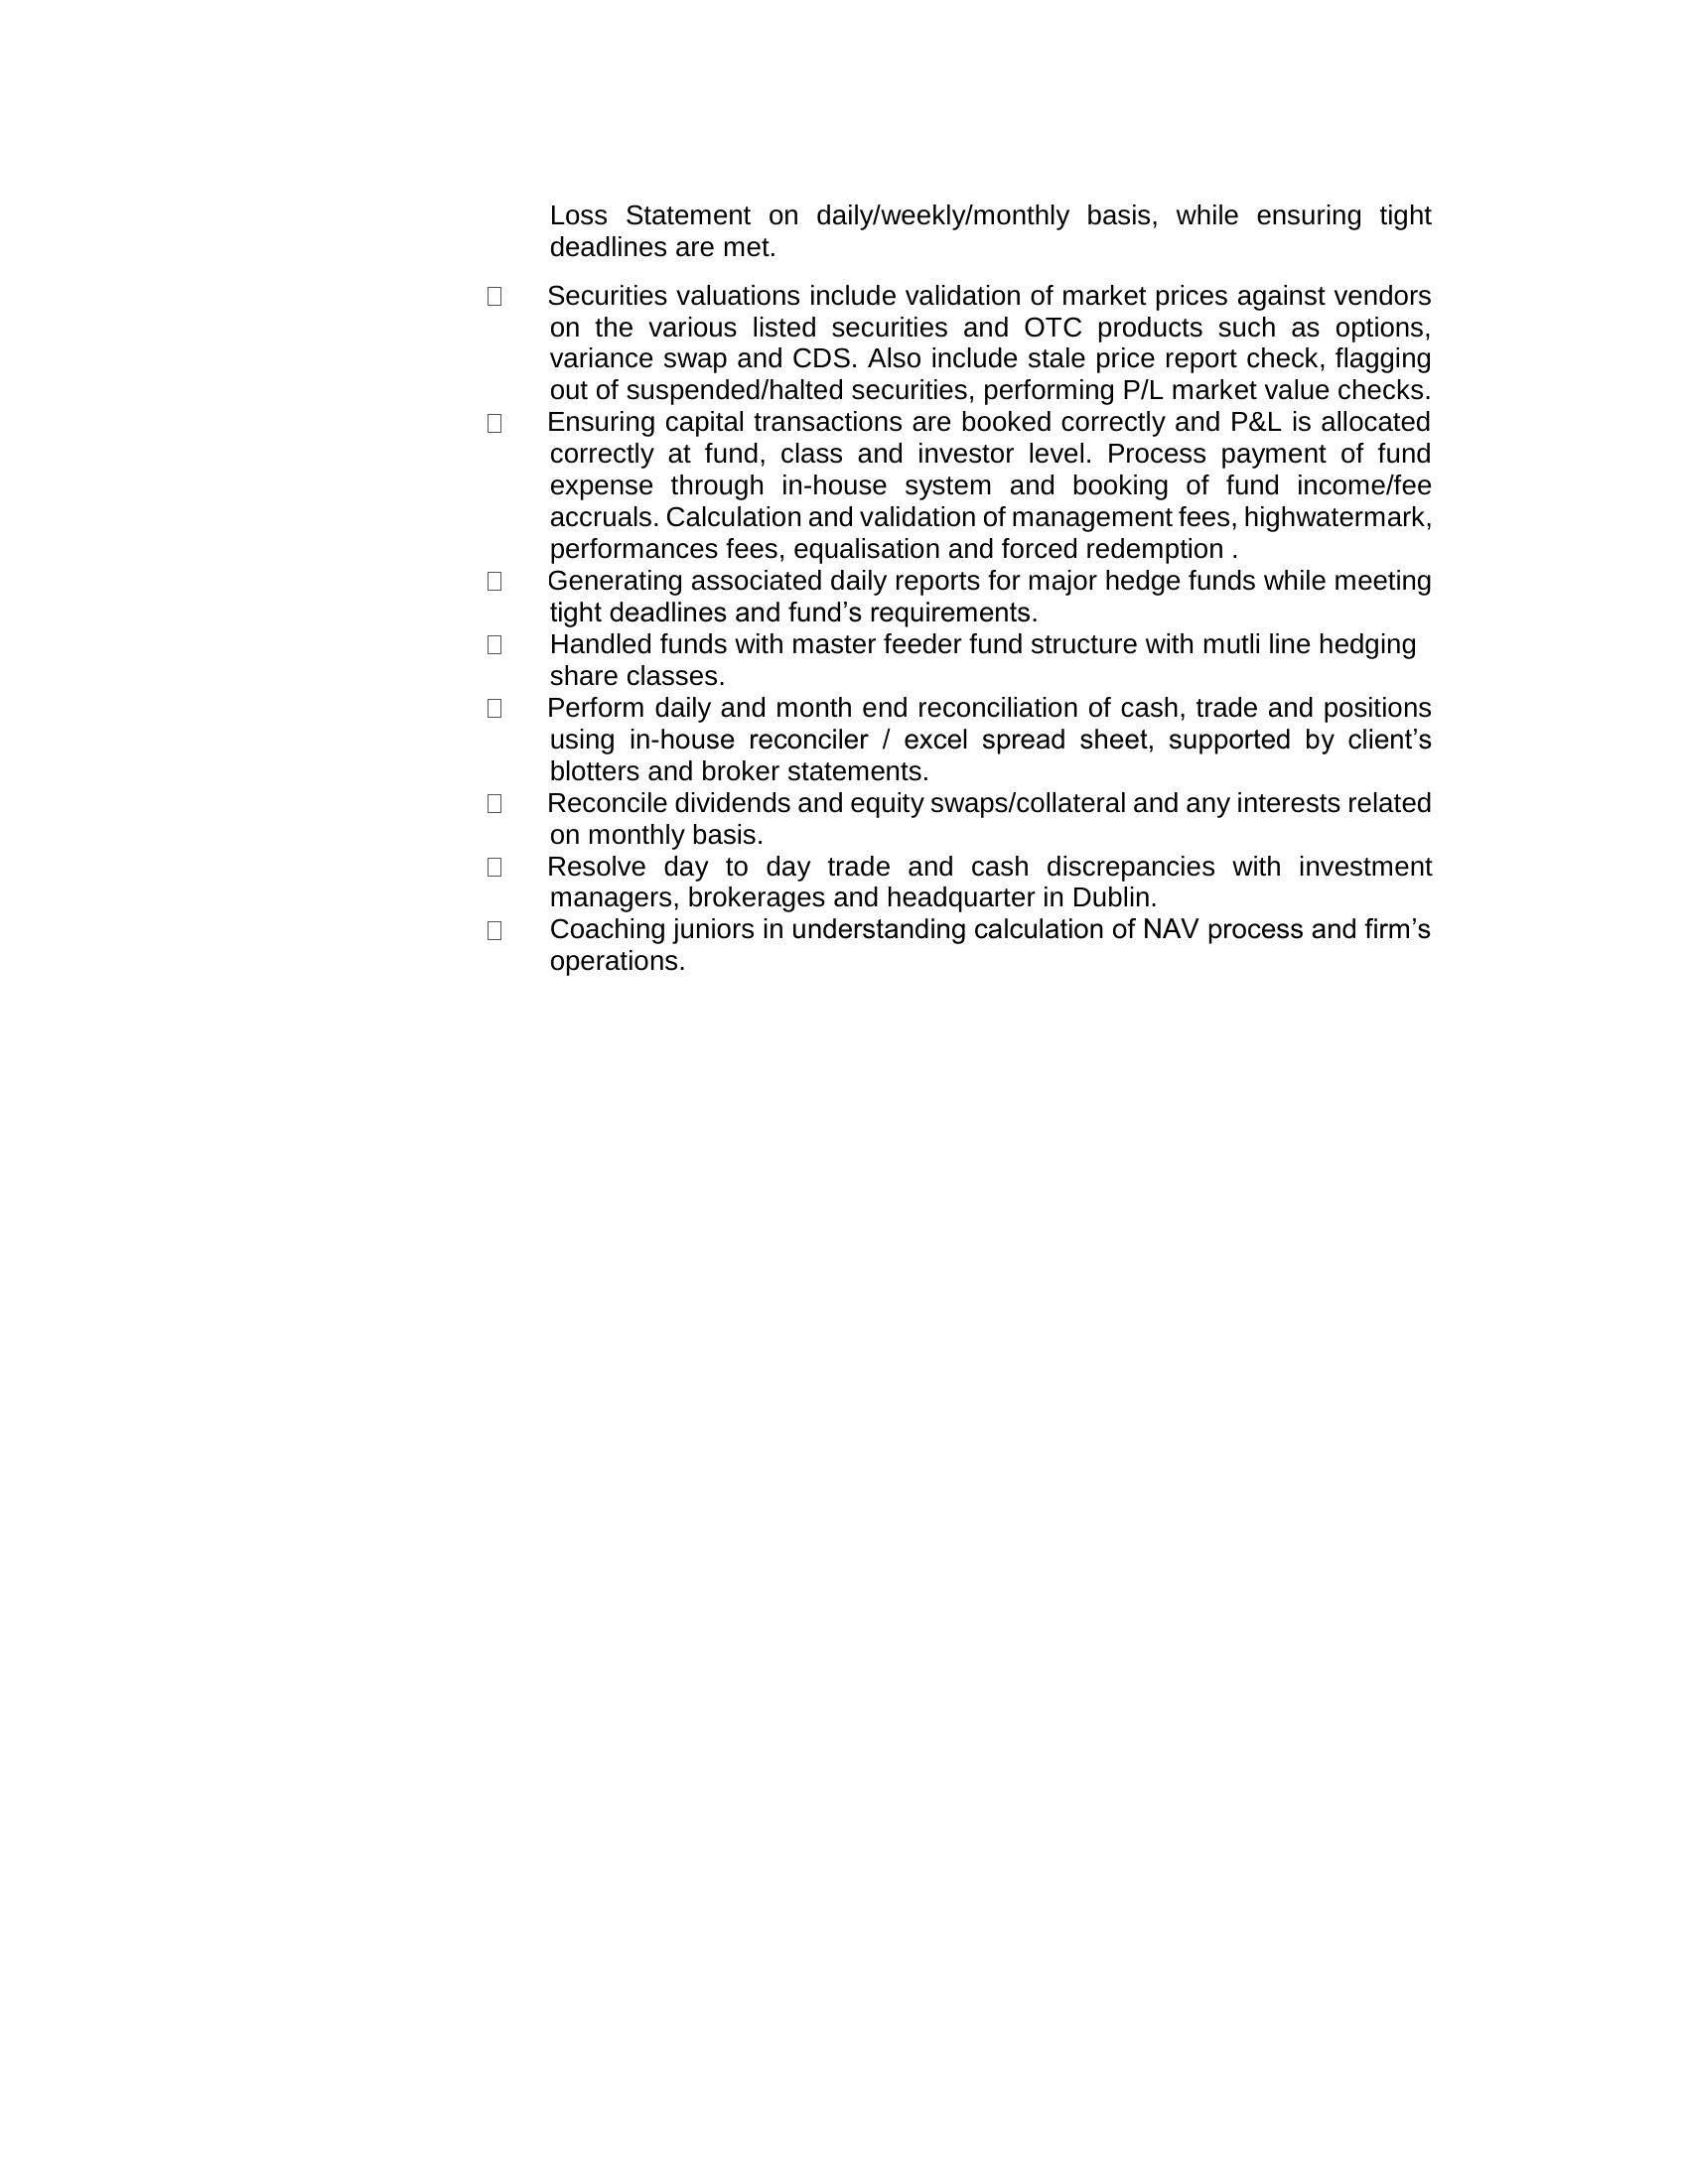 Loss Statement on daily/weekly/monthly basis, while ensuring tight
deadlines are met.
Securities valuations include validation of market prices against vendors
on the various listed securities and OTC products such as options,
variance swap and CDS. Also include stale price report check, flagging
out of suspended/halted securities, performing P/L market value checks.
Ensuring capital transactions are booked correctly and P&L is allocated
correctly at fund, class and investor level. Process payment of fund
expense through in-house system and booking of fund income/fee
accruals. Calculation and validation of management fees, highwatermark,
performances fees, equalisation and forced redemption .
Generating associated daily reports for major hedge funds while meeting
tight deadlines and fund’s requirements.
Handled funds with master feeder fund structure with mutli line hedging
share classes.
Perform daily and month end reconciliation of cash, trade and positions
using in-house reconciler / excel spread sheet, supported by client’s
blotters and broker statements.
Reconcile dividends and equity swaps/collateral and any interests related
on monthly basis.
Resolve day to day trade and cash discrepancies with investment
managers, brokerages and headquarter in Dublin.
Coaching juniors in understanding calculation of NAV process and firm’s
operations.